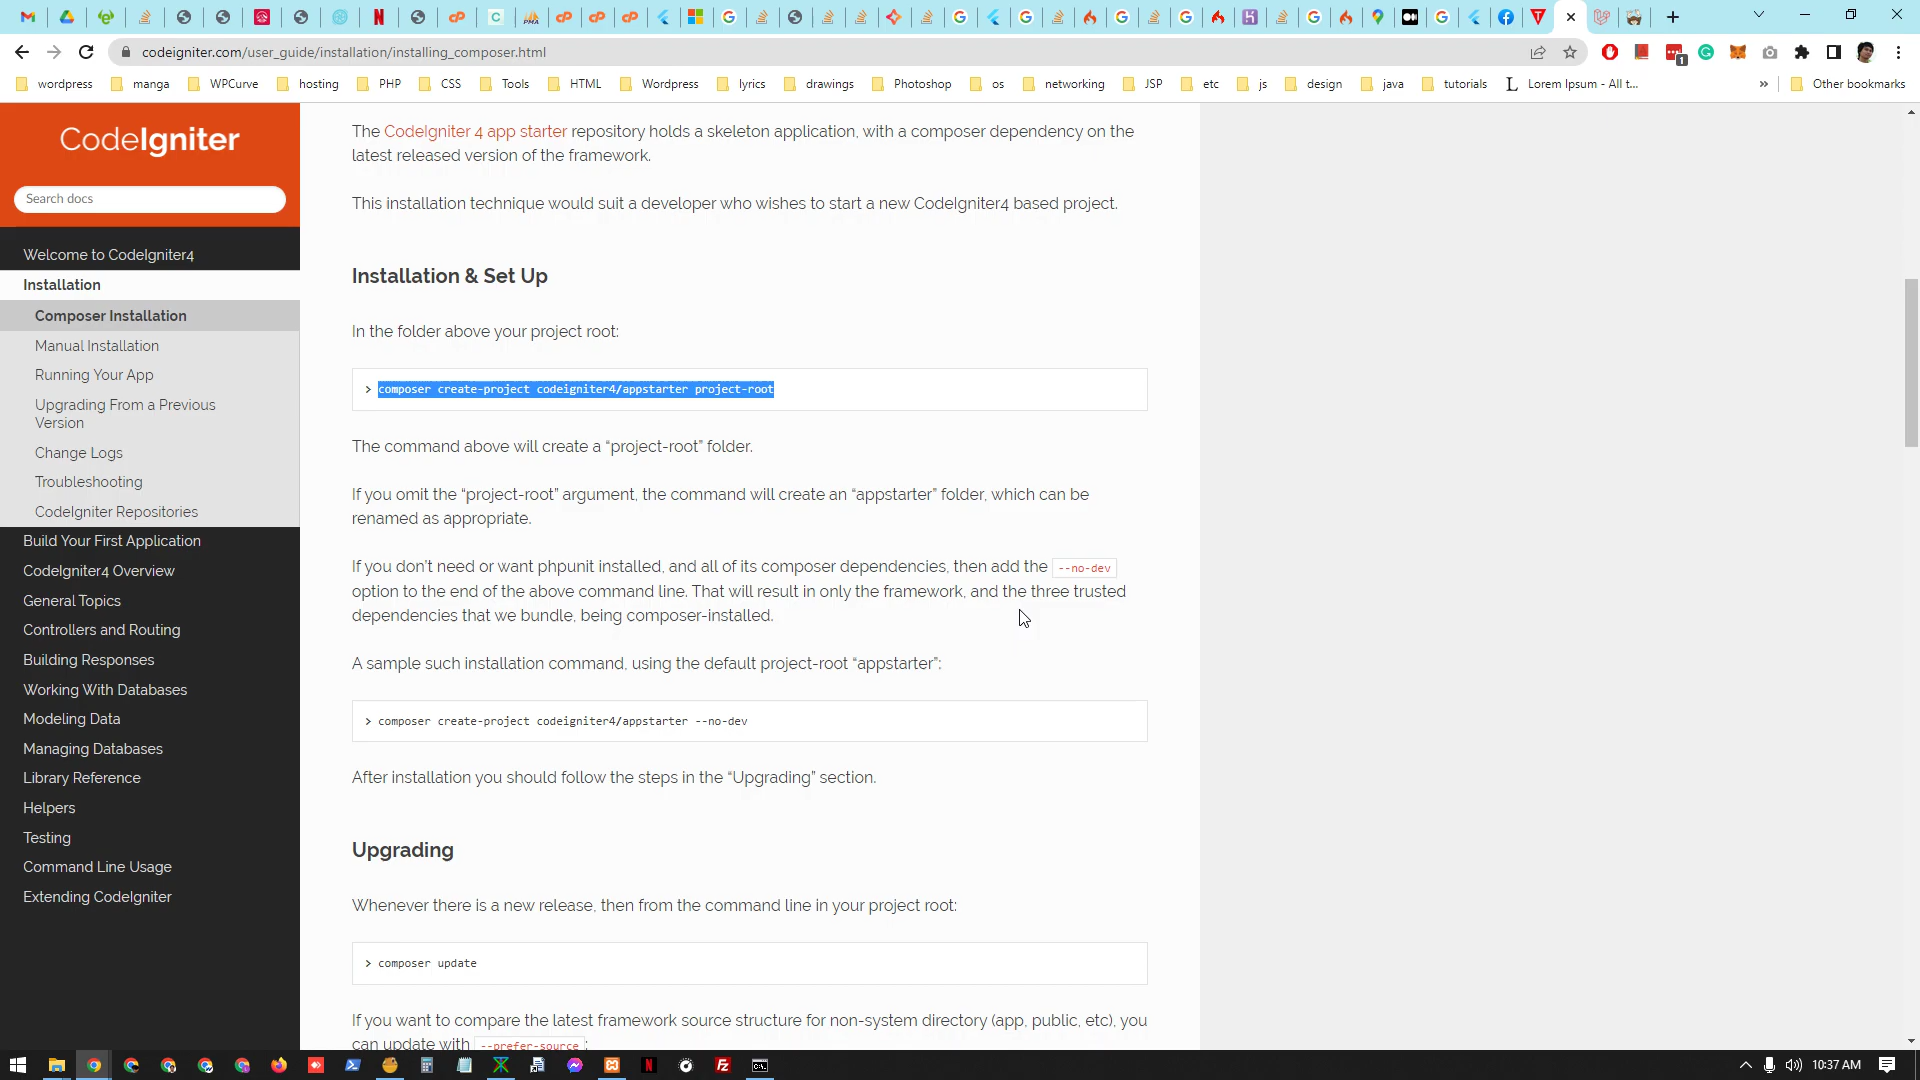 codeigniter.com/user_guide/installation/installing_composer.html
1
wordpress
manga
WPCurve
hosting
PHP
CSS
Tools
HTML
Wordpress
lyrics
drawings
Photoshop
os
networking
JSP
etc
js
design
java
tutorials
Lorem Ipsum - All t...
»
Other bookmarks
CodeIgniter
Search docs
Welcome to CodeIgniter4
Installation
Composer Installation
Manual Installation
Running Your App
Upgrading From a Previous
Version
Change Logs
Troubleshooting
CodeIgniter Repositories
Build Your First Application
CodeIgniter4 Overview
General Topics
Controllers and Routing
Building Responses
Working With Databases
Modeling Data
Managing Databases
Library Reference
Helpers
Testing
Command Line Usage
Extending CodeIgniter
The CodeIgniter 4 app starter repository holds a skeleton application, with a composer dependency on the
latest released version of the framework.
This installation technique would suit a developer who wishes to start a new CodeIgniter4 based project.
Installation & Set Up
In the folder above your project root:
> composer create-project codeigniter4/appstarter project-root
The command above will create a “project-root” folder.
If you omit the “project-root” argument, the command will create an “appstarter” folder, which can be
renamed as appropriate.
If you don’t need or want phpunit installed, and all of its composer dependencies, then add the --no-dev
option to the end of the above command line. That will result in only the framework, and the three trusted
dependencies that we bundle, being composer-installed.
A sample such installation command, using the default project-root “appstarter”:
> composer create-project codeigniter4/appstarter --no-dev
After installation you should follow the steps in the “Upgrading” section.
Upgrading
Whenever there is a new release, then from the command line in your project root:
> composer update
If you want to compare the latest framework source structure for non-system directory (app, public, etc), you
can update with --prefer-source:
10:37 AM